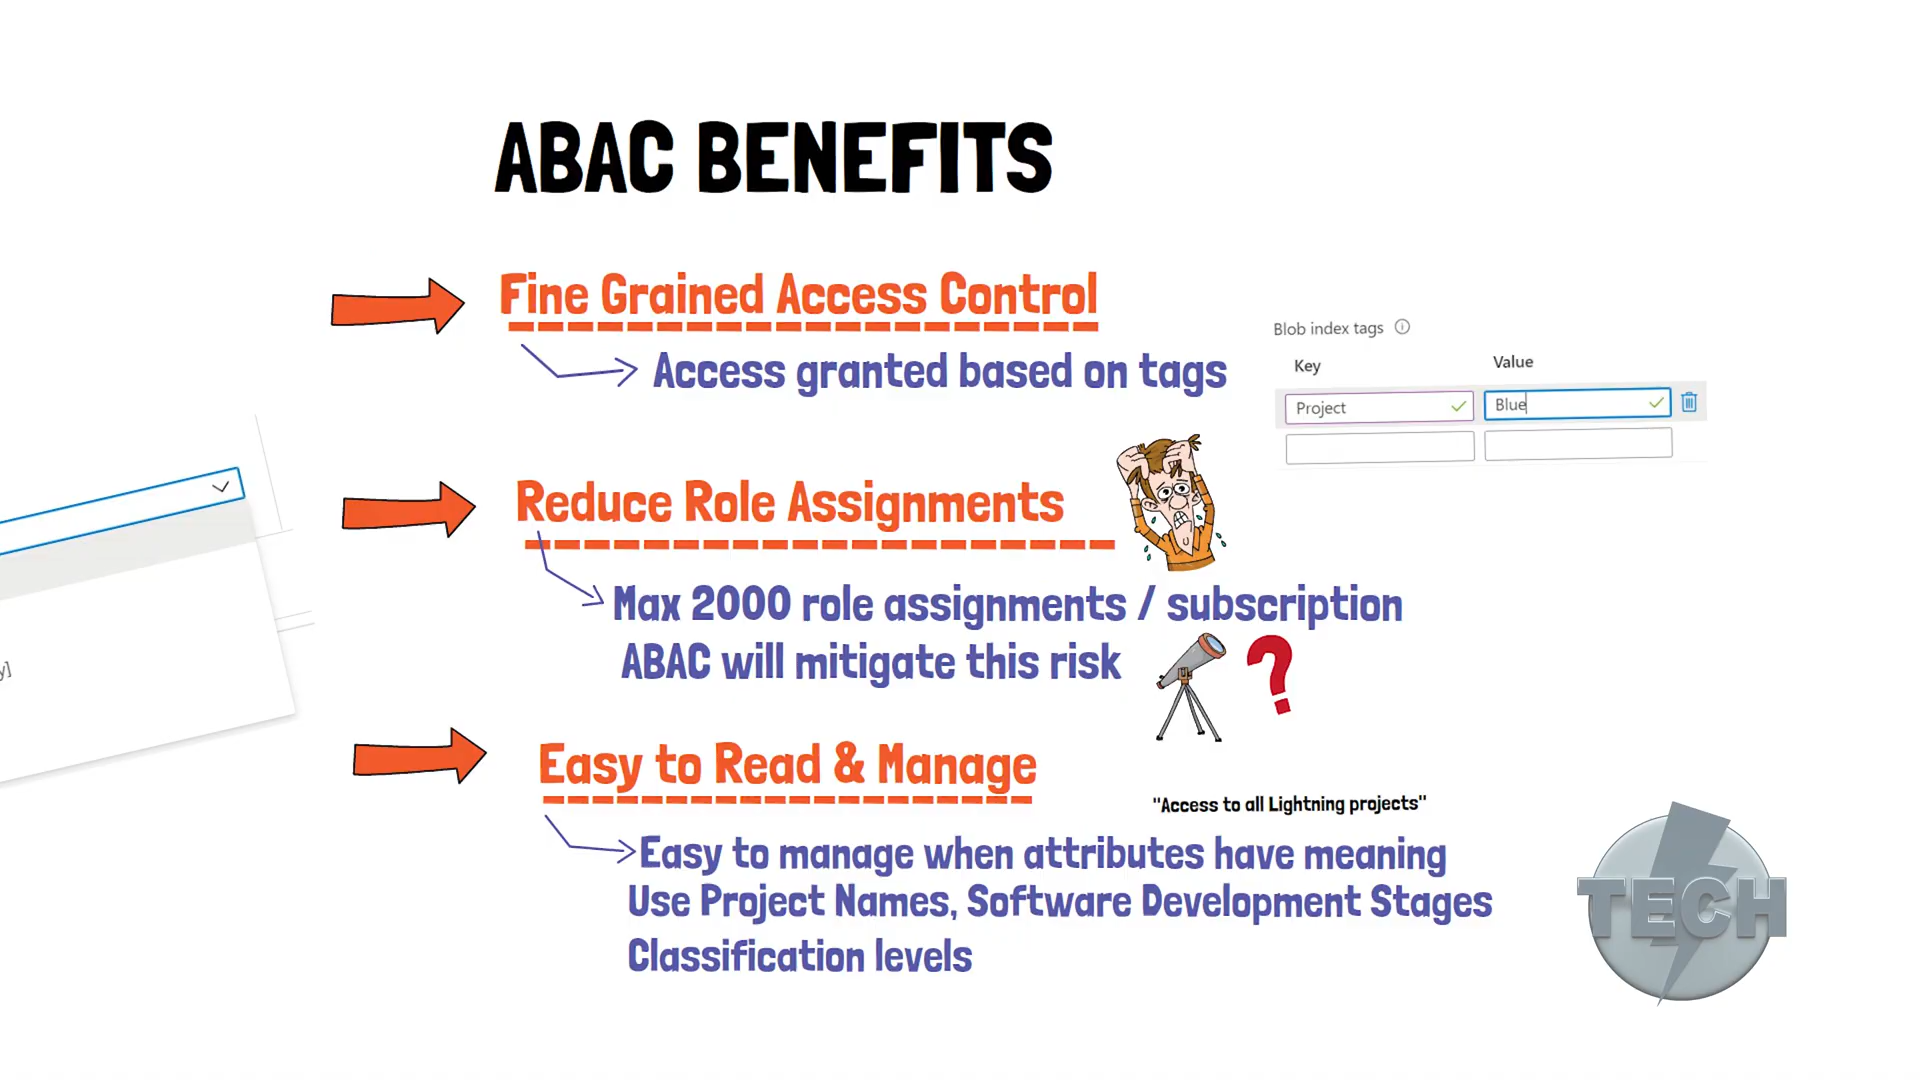 ABAC BENEFITS
Fine Grained Access Control
Access granted based on tags
Blob index tags
Key Value
Project Blue
Reduce Role Assignments
Max 2000 role assignments / subscription
ABAC will mitigate this risk
?
y]
Easy to Read & Manage
"Access to all Lightning projects"
Easy to manage when attributes have meaning
Use Project Names, Software Development Stages
Classification levels
TECH